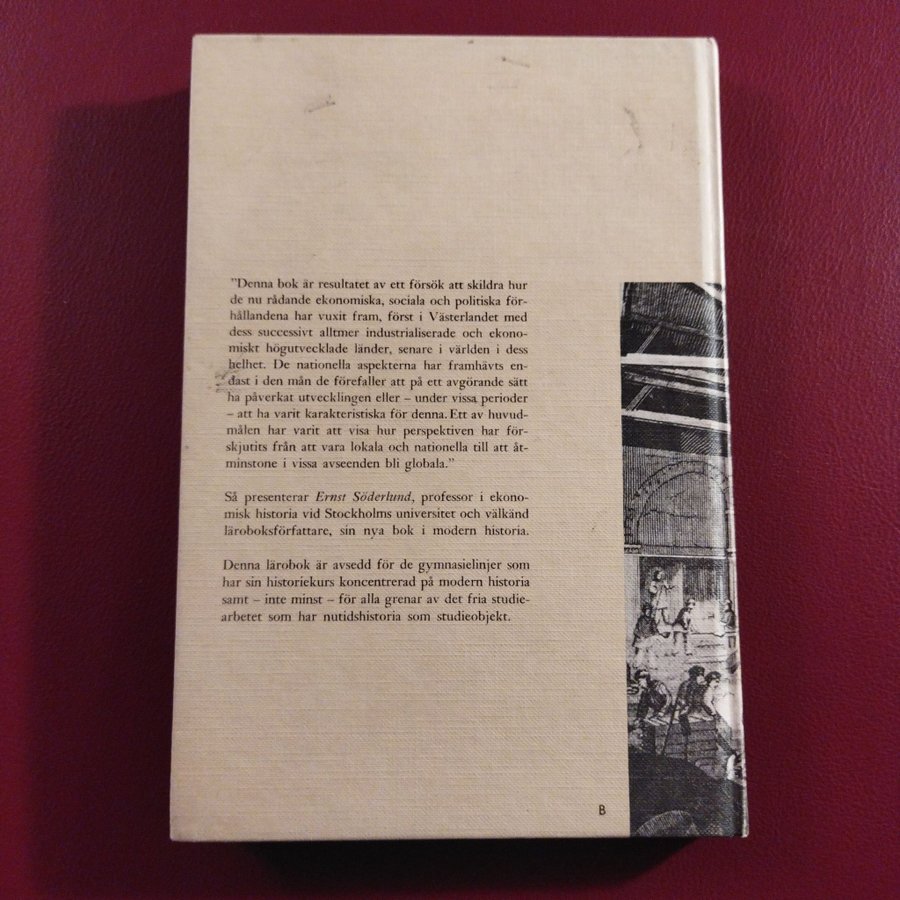 "Denna bok är resultatet av ett försök att skildra hur
de nu rådande ekonomiska, sociala och politiska för-
hållandena har vuxit fram, först i Västerlandet med
dess successivt alltmer industrialiserade och ekono-
miskt högutvecklade länder, senare i världen i dess
helhet. De nationella aspekterna har framhävts en-
dast i den mån de förefaller att på ett avgörande sätt
ha påverkat utvecklingen eller – under vissa perioder
– att ha varit karakteristiska för denna. Ett av huvud-
målen har varit att visa hur perspektiven har för-
skjutits från att vara lokala och nationella till att åt-
minstone i vissa avseenden bli globala."
Så presenterar Ernst Söderlund, professor i ekono-
misk historia vid Stockholms universitet och välkänd
läroboksförfattare, sin nya bok i modern historia.
Denna lärobok är avsedd för de gymnasielinjer som
har sin historiekurs koncentrerad på modern historia
samt – inte minst – för alla grenar av det fria studie-
arbetet som har nutidshistoria som studieobjekt.
B